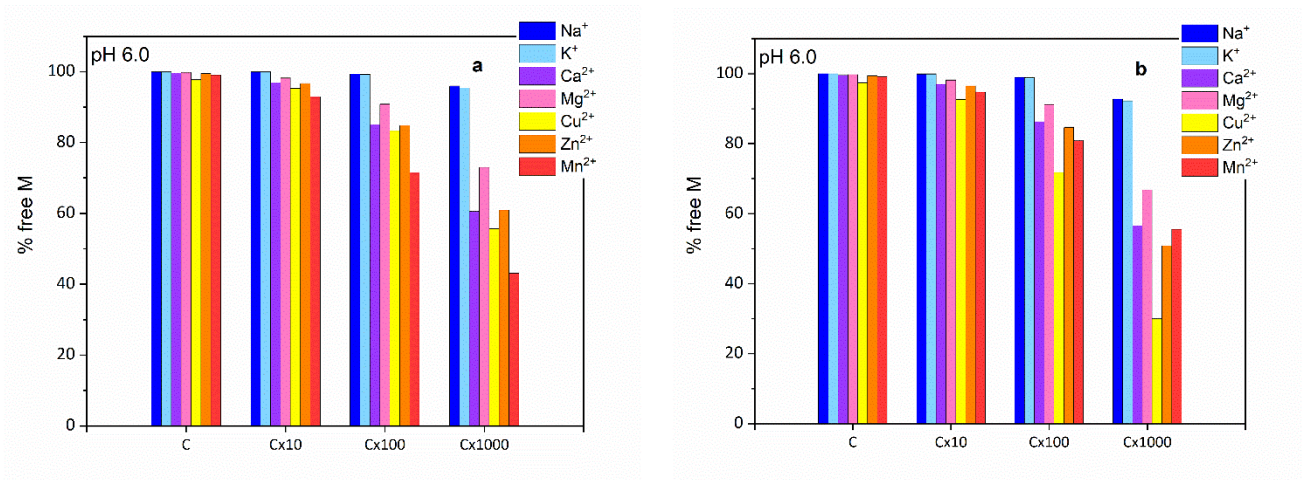 pH 6.0
a
Na⁺
K⁺
Ca²⁺
Mg²⁺
Cu²⁺
Zn²⁺
Mn²⁺
% free M
100
80
60
40
20
0
C
Cx10
Cx100
Cx1000
pH 6.0
b
Na⁺
K⁺
Ca²⁺
Mg²⁺
Cu²⁺
Zn²⁺
Mn²⁺
% free M
100
80
60
40
20
0
C
Cx10
Cx100
Cx1000